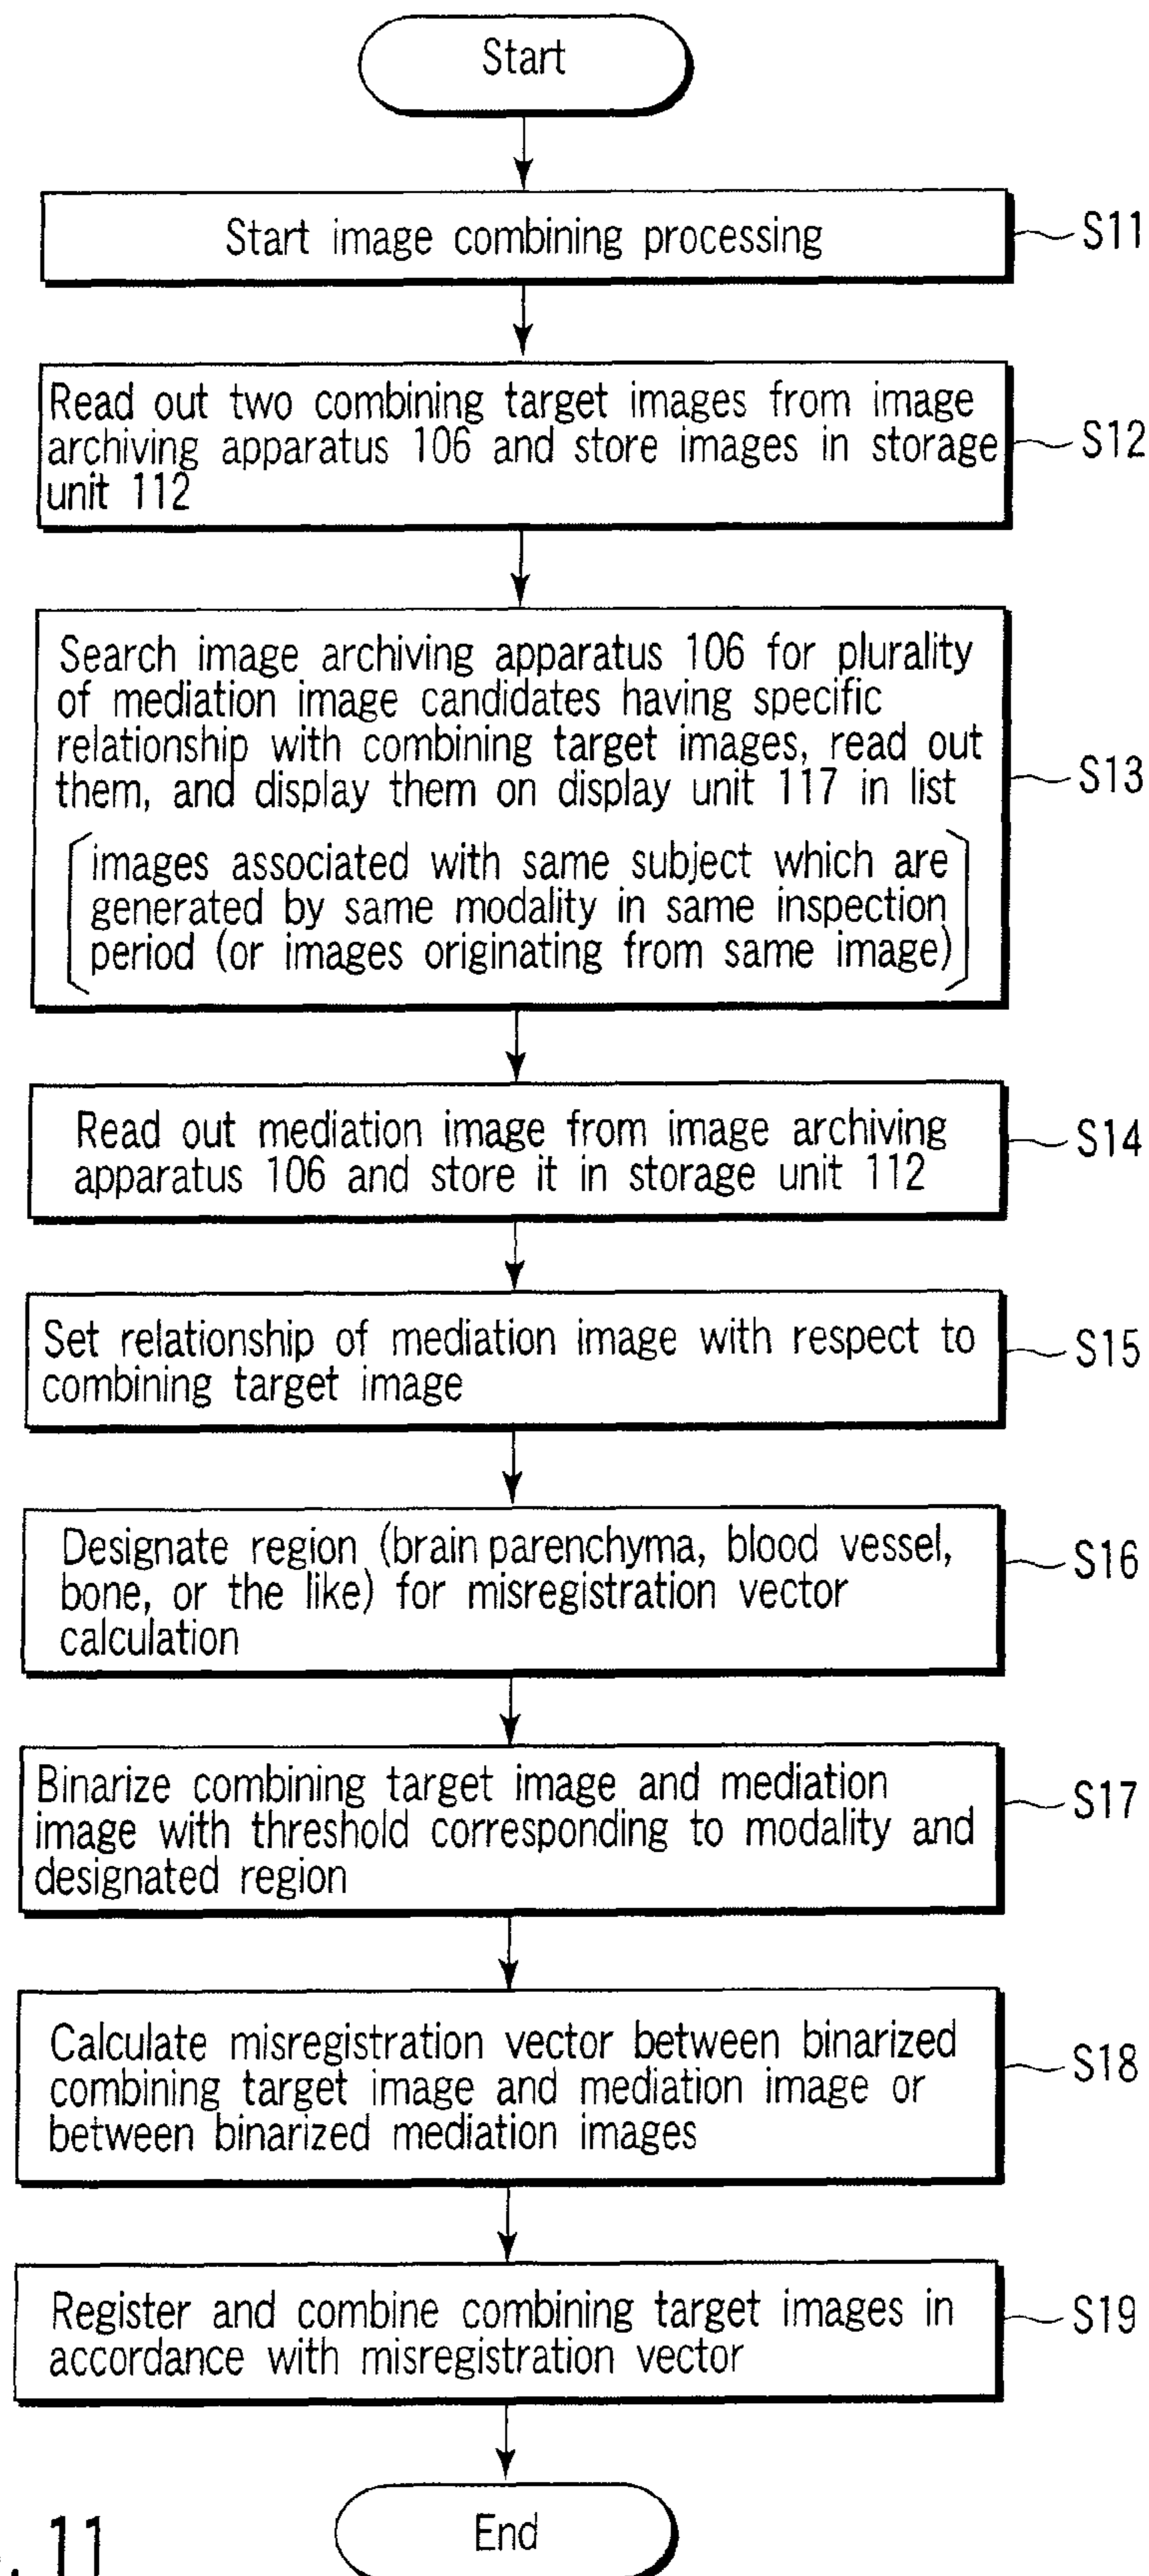 Start
Start image combining processing
S11
Read out two combining target images from image
archiving apparatus 106 and store images in storage
unit 112
S12
Search image archiving apparatus 106 for plurality
of mediation image candidates having specific
relationship with combining target images, read out
them, and display them on display unit 117 in list
S13
images associated with same subject which are
generated by same modality in same inspection
period (or images originating from same image)
Read out mediation image from image archiving
apparatus 106 and store it in storage unit 112
S14
Set relationship of mediation image with respect to
combining target image
S15
Designate region (brain parenchyma, blood vessel,
bone, or the like) for misregistration vector
calculation
S16
Binarize combining target image and mediation
image with threshold corresponding to modality and
designated region
S17
Calculate misregistration vector between binarized
combining target image and mediation image or
between binarized mediation images
S18
Register and combine combining target images in
accordance with misregistration vector
S19
End
. 11